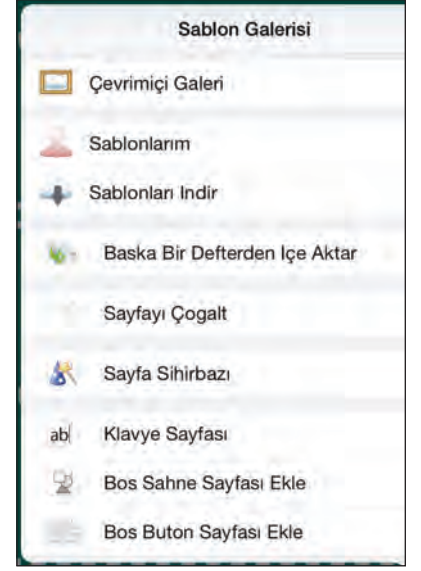 Sablon Galerisi
Çevrimiçi Galeri
Sablonlarım
Sablonları Indir
Baska Bir Defterden Içe Aktar
Sayfayı Çogalt
Sayfa Sihirbazı
ab Klavye Sayfası
Bos Sahne Sayfası Ekle
Bos Buton Sayfası Ekle